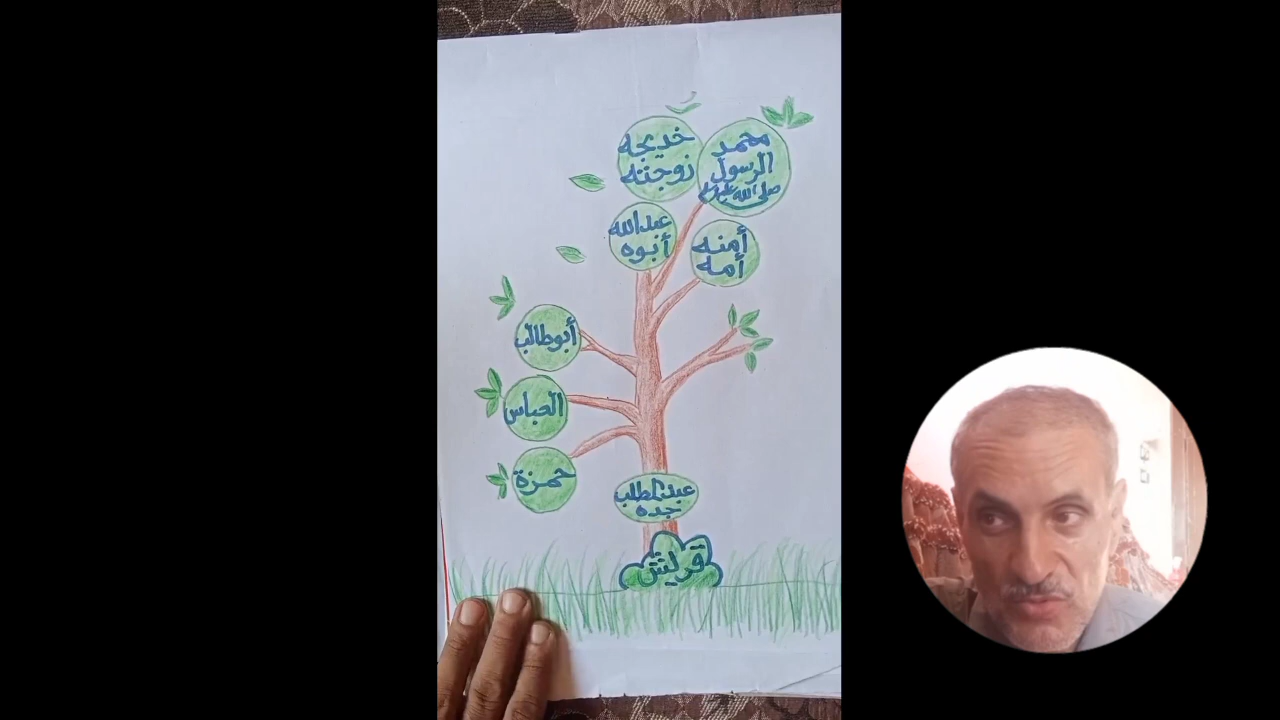 محمد
الرسول
صلى الله عليه وسلم
خديجه
زوجته
أمنه
أمه
عبدالله
أبوه
أبوطالب
العباس
حمزة
عبدالمطلب
جده
قريش